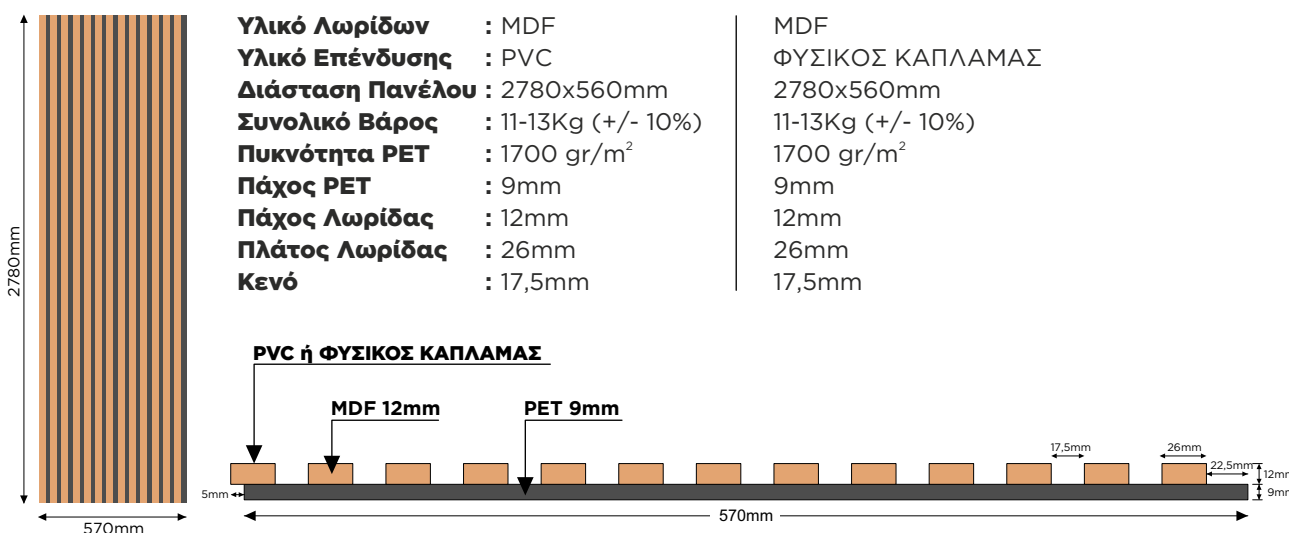 Υλικό Λωρίδων : MDF MDF
Υλικό Επένδυσης : PVC ΦΥΣΙΚΟΣ ΚΑΠΛΑΜΑΣ
Διάσταση Πανέλου : 2780x560mm 2780x560mm
Συνολικό Βάρος : 11-13Kg (+/- 10%) 11-13Kg (+/- 10%)
Πυκνότητα PET : 1700 gr/m² 1700 gr/m²
Πάχος PET : 9mm 9mm
Πάχος Λωρίδας : 12mm 12mm
Πλάτος Λωρίδας : 26mm 26mm
Κενό : 17,5mm 17,5mm
2780mm
570mm
PVC ή ΦΥΣΙΚΟΣ ΚΑΠΛΑΜΑΣ
MDF 12mm PET 9mm
17,5mm 26mm
22,5mm 12mm
5mm 9mm
570mm